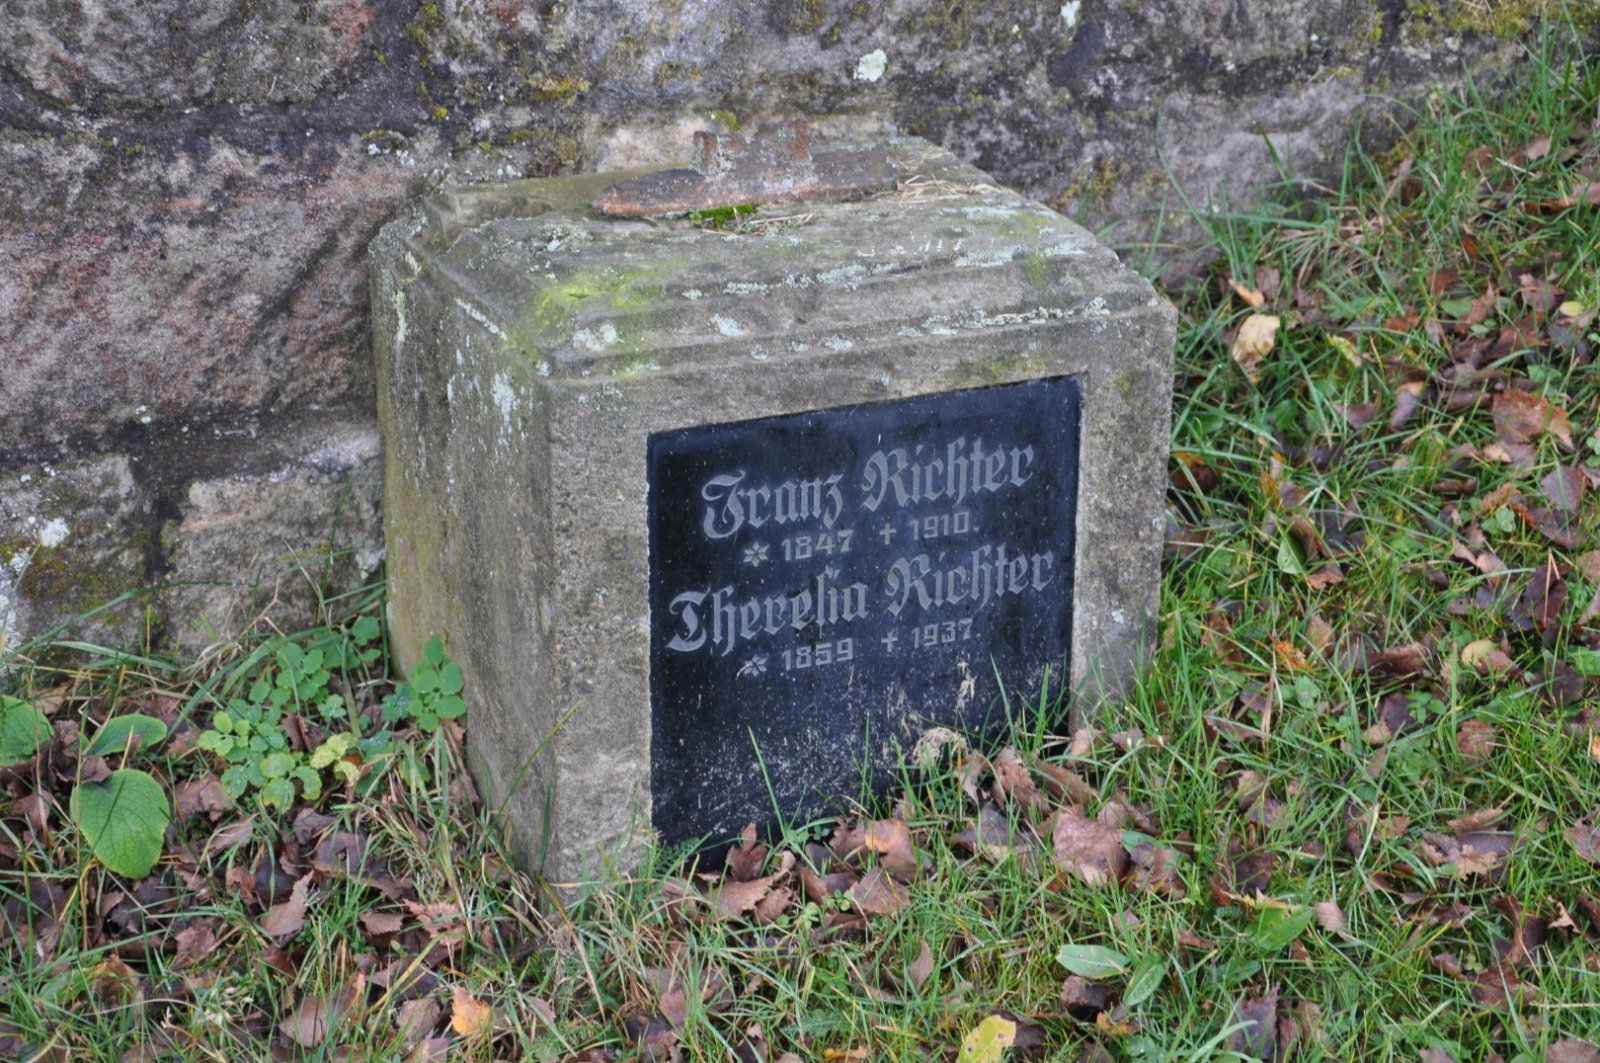 Franz Richter
* 1847 † 1910.
Theresia Richter
* 1859 † 1937.